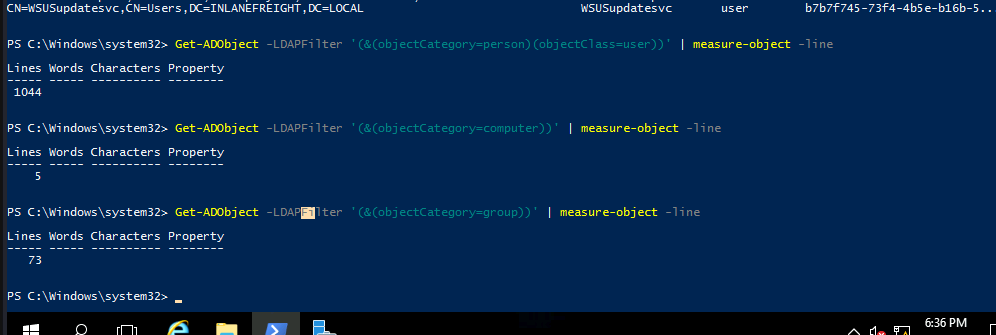 CN=WSUSupdatesvc,CN=Users,DC=INLANEFREIGHT,DC=LOCAL WSUSupdatesvc user b7b7f745-73f4-4b5e-b16b-5...
PS C:\Windows\system32> Get-ADObject -LDAPFilter '(&(objectCategory=person)(objectClass=user))' | measure-object -line
Lines Words Characters Property
----- ----- ---------- --------
1044
PS C:\Windows\system32> Get-ADObject -LDAPFilter '(&(objectCategory=computer))' | measure-object -line
Lines Words Characters Property
----- ----- ---------- --------
5
PS C:\Windows\system32> Get-ADObject -LDAPFilter '(&(objectCategory=group))' | measure-object -line
Lines Words Characters Property
----- ----- ---------- --------
73
PS C:\Windows\system32> _
6:36 PM